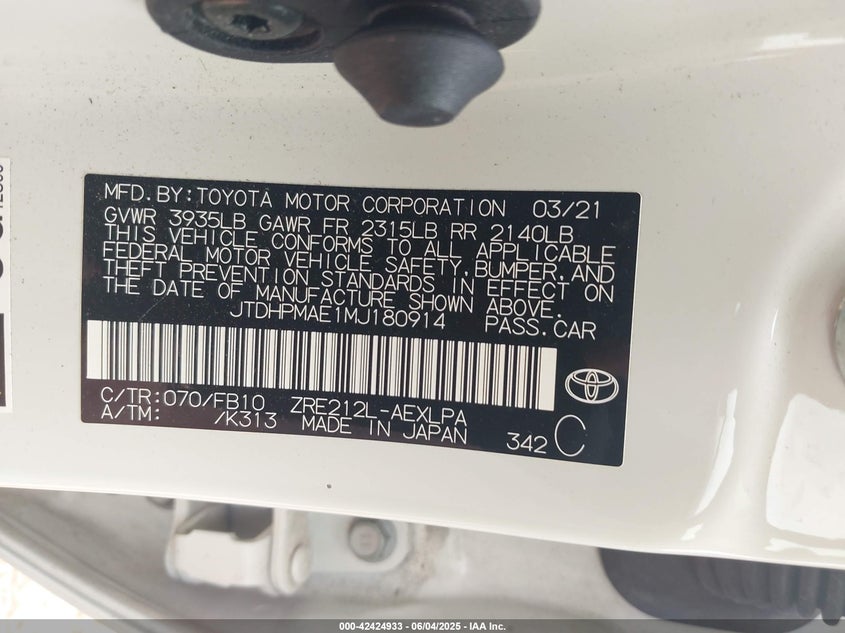 MFD.BY:TOYOTA MOTOR CORPORATION 03/21
GVWR 3935LB GAWR FR 2315LB RR 2140LB
THIS VEHICLE CONFORMS TO ALL APPLICABLE
FEDERAL MOTOR VEHICLE SAFETY,BUMPER,AND
THEFT PREVENTION STANDARDS IN EFFECT ON
THE DATE OF MANUFACTURE SHOWN ABOVE.
JTDHPMAE1MJ180914 PASS.CAR
C/TR:070/FB10 ZRE212L-AEXLPA
A/TM: /K313 MADE IN JAPAN 342 C
000-42424933 - 06/04/2025 - IAA Inc.